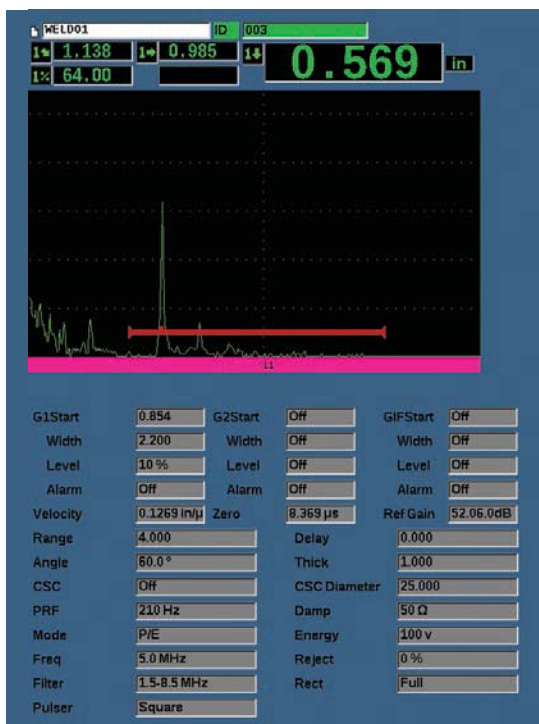 WELD01 ID 003
1 1.138 1 0.985 1 0.569 in
1% 64.00
L1
G1Start 0.854 G2Start Off GIFStart Off
Width 2.200 Width Off Width Off
Level 10 % Level Off Level Off
Alarm Off Alarm Off Alarm Off
Velocity 0.1269 in/µ Zero 8.369 µs Ref Gain 52.06.0dB
Range 4.000 Delay 0.000
Angle 60.0° Thick 1.000
CSC Off CSC Diameter 25.000
PRF 210 Hz Damp 50 Ω
Mode P/E Energy 100 v
Freq 5.0 MHz Reject 0 %
Filter 1.5-8.5 MHz Rect Full
Pulser Square